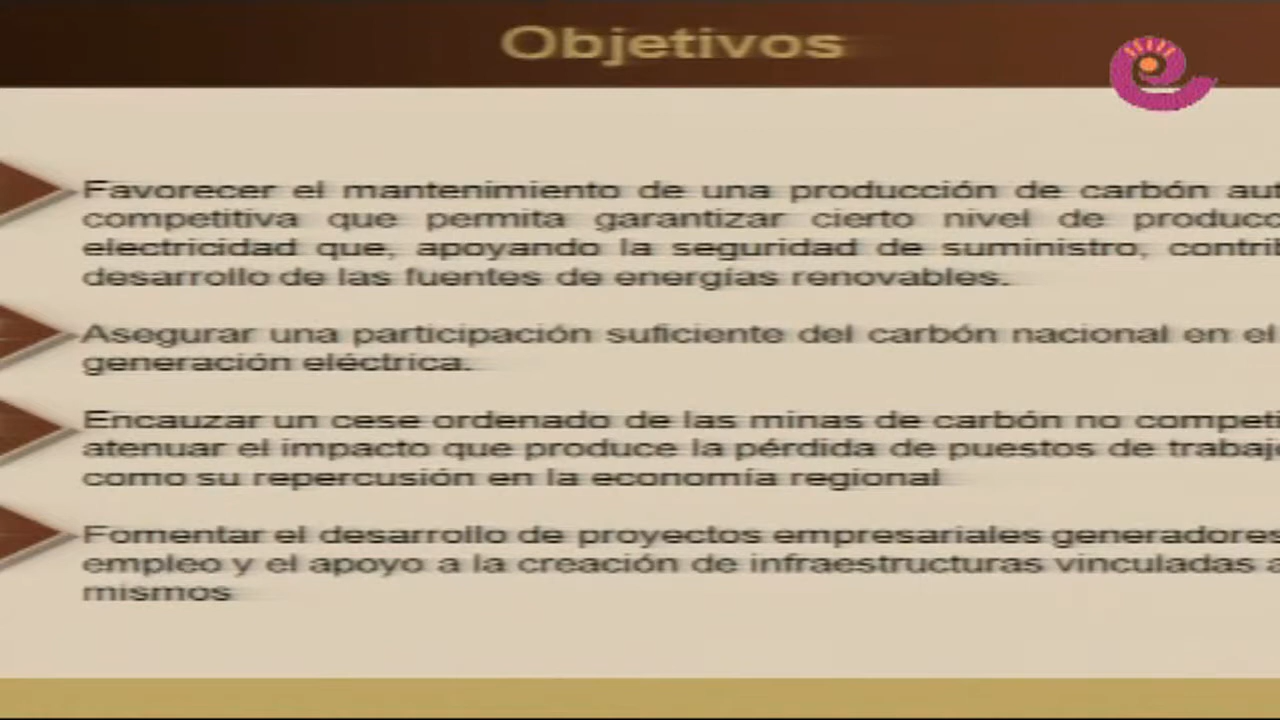 Objetivos
Favorecer el mantenimiento de una producción de carbón
competitiva que permita garantizar cierto nivel de
electricidad que, apoyando la seguridad de suministro,
desarrollo de las fuentes de energías renovables.
Asegurar una participación suficiente del carbón nacional en el
generación eléctrica.
Encauzar un cese ordenado de las minas de carbón no
atenuar el impacto que produce la pérdida de puestos de
como su repercusión en la economía regional
Fomentar el desarrollo de proyectos empresariales generadores
empleo y el apoyo a la creación de infraestructuras vinculadas
mismos